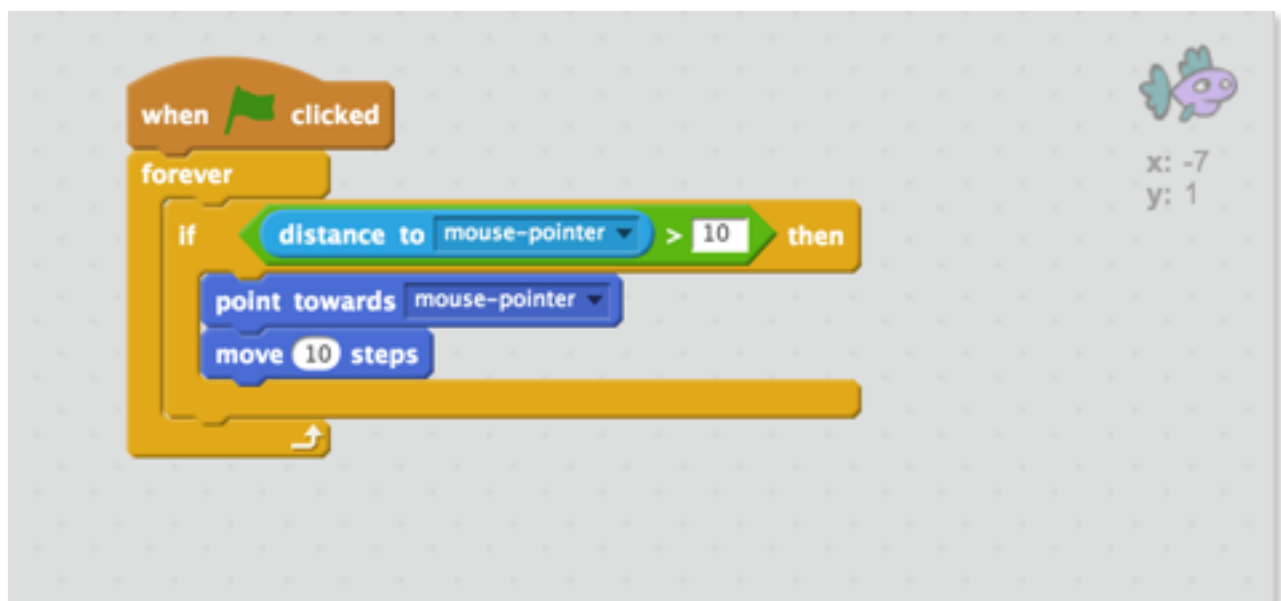 when clicked
forever
if distance to mouse-pointer > 10 then
point towards mouse-pointer
move 10 steps
x: -7
y: 1